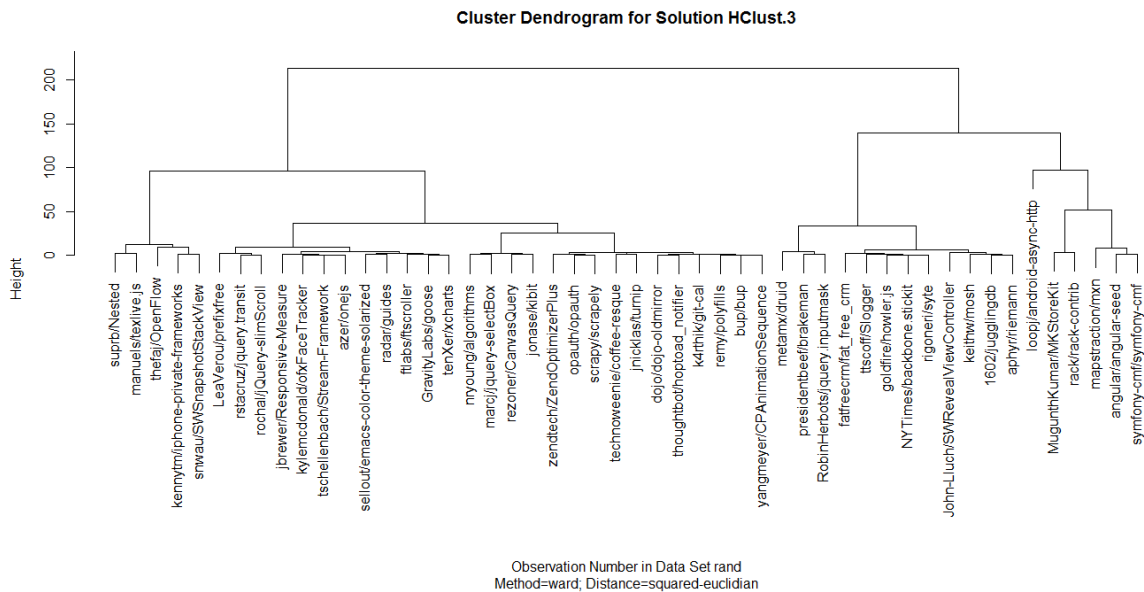 Cluster Dendrogram for Solution HClust.3
Height
200
150
100
50
0
suprb/Nested
manuels/texlive.js
thefaj/OpenFlow
kennytm/iphone-private-frameworks
snwau/SWSnapshotStackView
LeaVerou/prefixfree
rstacruz/jquery.transit
rochal/jQuery-slimScroll
jbrewer/Responsive-Measure
kylemcdonald/ofxFaceTracker
tschellenbach/Stream-Framework
azer/onejs
sellout/emacs-color-theme-solarized
radar/guides
ftlabs/ftscroller
GravityLabs/goose
tenXer/xcharts
nryoung/algorithms
marcj/jquery-selectBox
rezoner/CanvasQuery
jonase/kibit
zendtech/ZendOptimizerPlus
opauth/opauth
scrapy/scrapely
technoweenie/coffee-resque
jnicklas/turnip
dojo/dojo-oldmirror
thoughtbot/hoptoad_notifier
k4rthik/git-cal
remy/polyfills
bup/bup
yangmeyer/CPAnimationSequence
metamx/druid
presidentbeef/brakeman
RobinHerbots/jquery.inputmask
fatfreecrm/fat_free_crm
ttscoff/Slogger
goldfire/howler.js
NYTimes/backbone.stickit
rigoneri/syte
John-Lluch/SWRevealViewController
keithw/mosh
1602/jugglingdb
aphyr/riemann
loopj/android-async-http
MugunthKumar/MKStoreKit
rack/rack-contrib
mapstraction/mxn
angular/angular-seed
symfony-cmf/symfony-cmf
Observation Number in Data Set rand
Method=ward; Distance=squared-euclidian